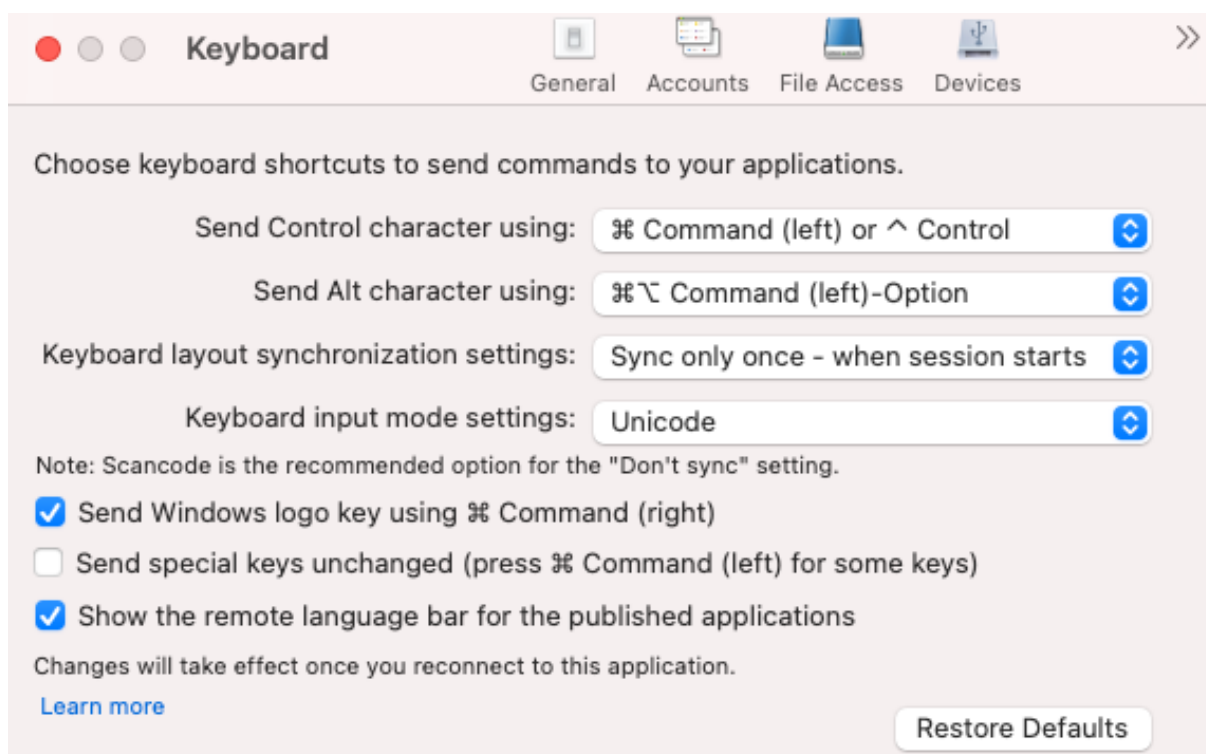 Keyboard
General Accounts File Access Devices
Choose keyboard shortcuts to send commands to your applications.
Send Control character using: ⌘ Command (left) or ^ Control
Send Alt character using: ⌘⌥ Command (left)-Option
Keyboard layout synchronization settings: Sync only once - when session starts
Keyboard input mode settings: Unicode
Note: Scancode is the recommended option for the "Don't sync" setting.
Send Windows logo key using ⌘ Command (right)
Send special keys unchanged (press ⌘ Command (left) for some keys)
Show the remote language bar for the published applications
Changes will take effect once you reconnect to this application.
Learn more
Restore Defaults